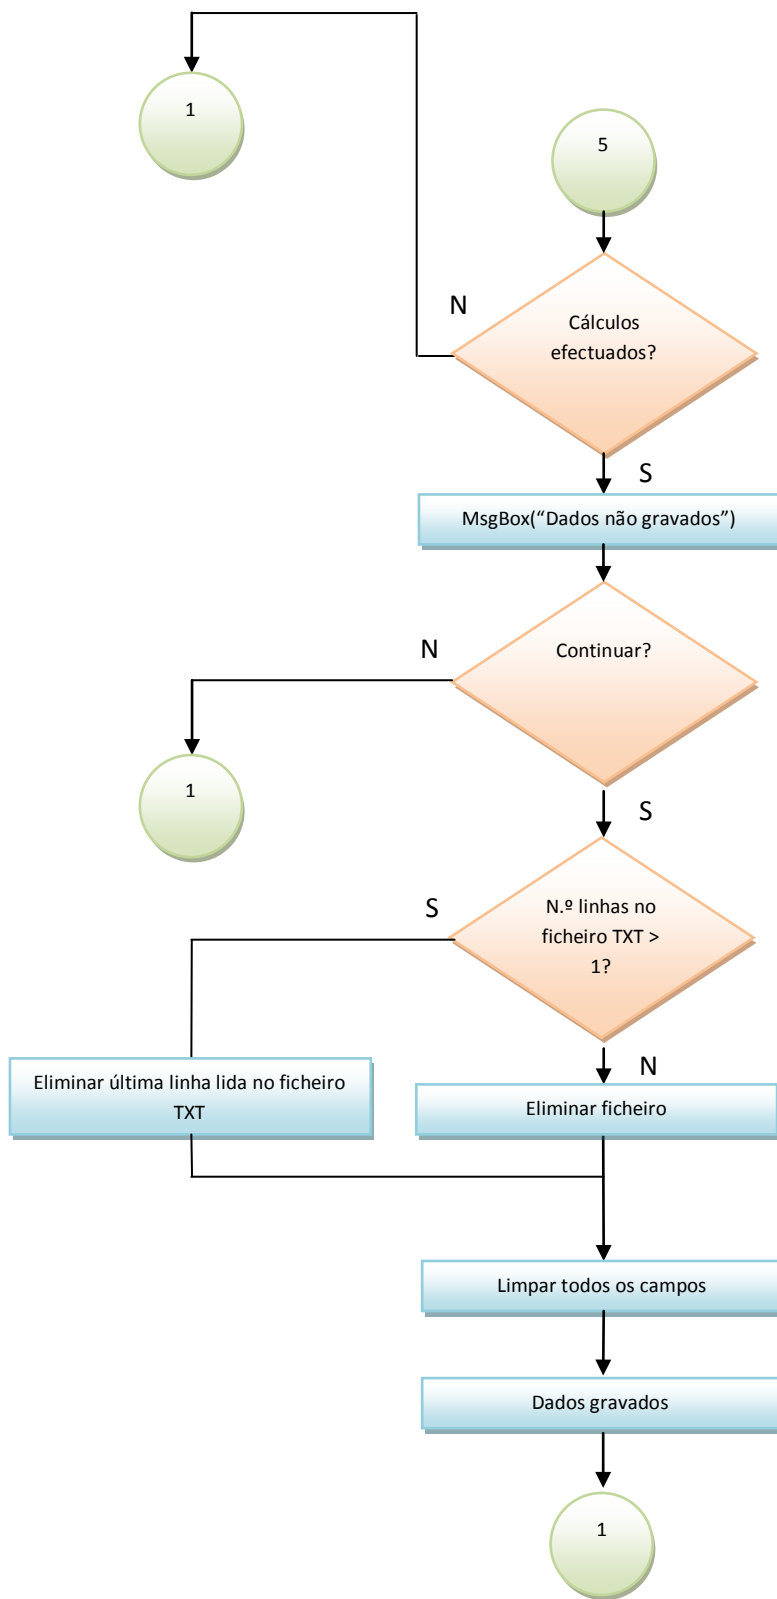 1
5
N
Cálculos
efectuados?
S
MsgBox(“Dados não gravados”)
N
Continuar?
1
S
S
N.º linhas no
ficheiro TXT >
1?
Eliminar última linha lida no ficheiro
TXT
N
Eliminar ficheiro
Limpar todos os campos
Dados gravados
1